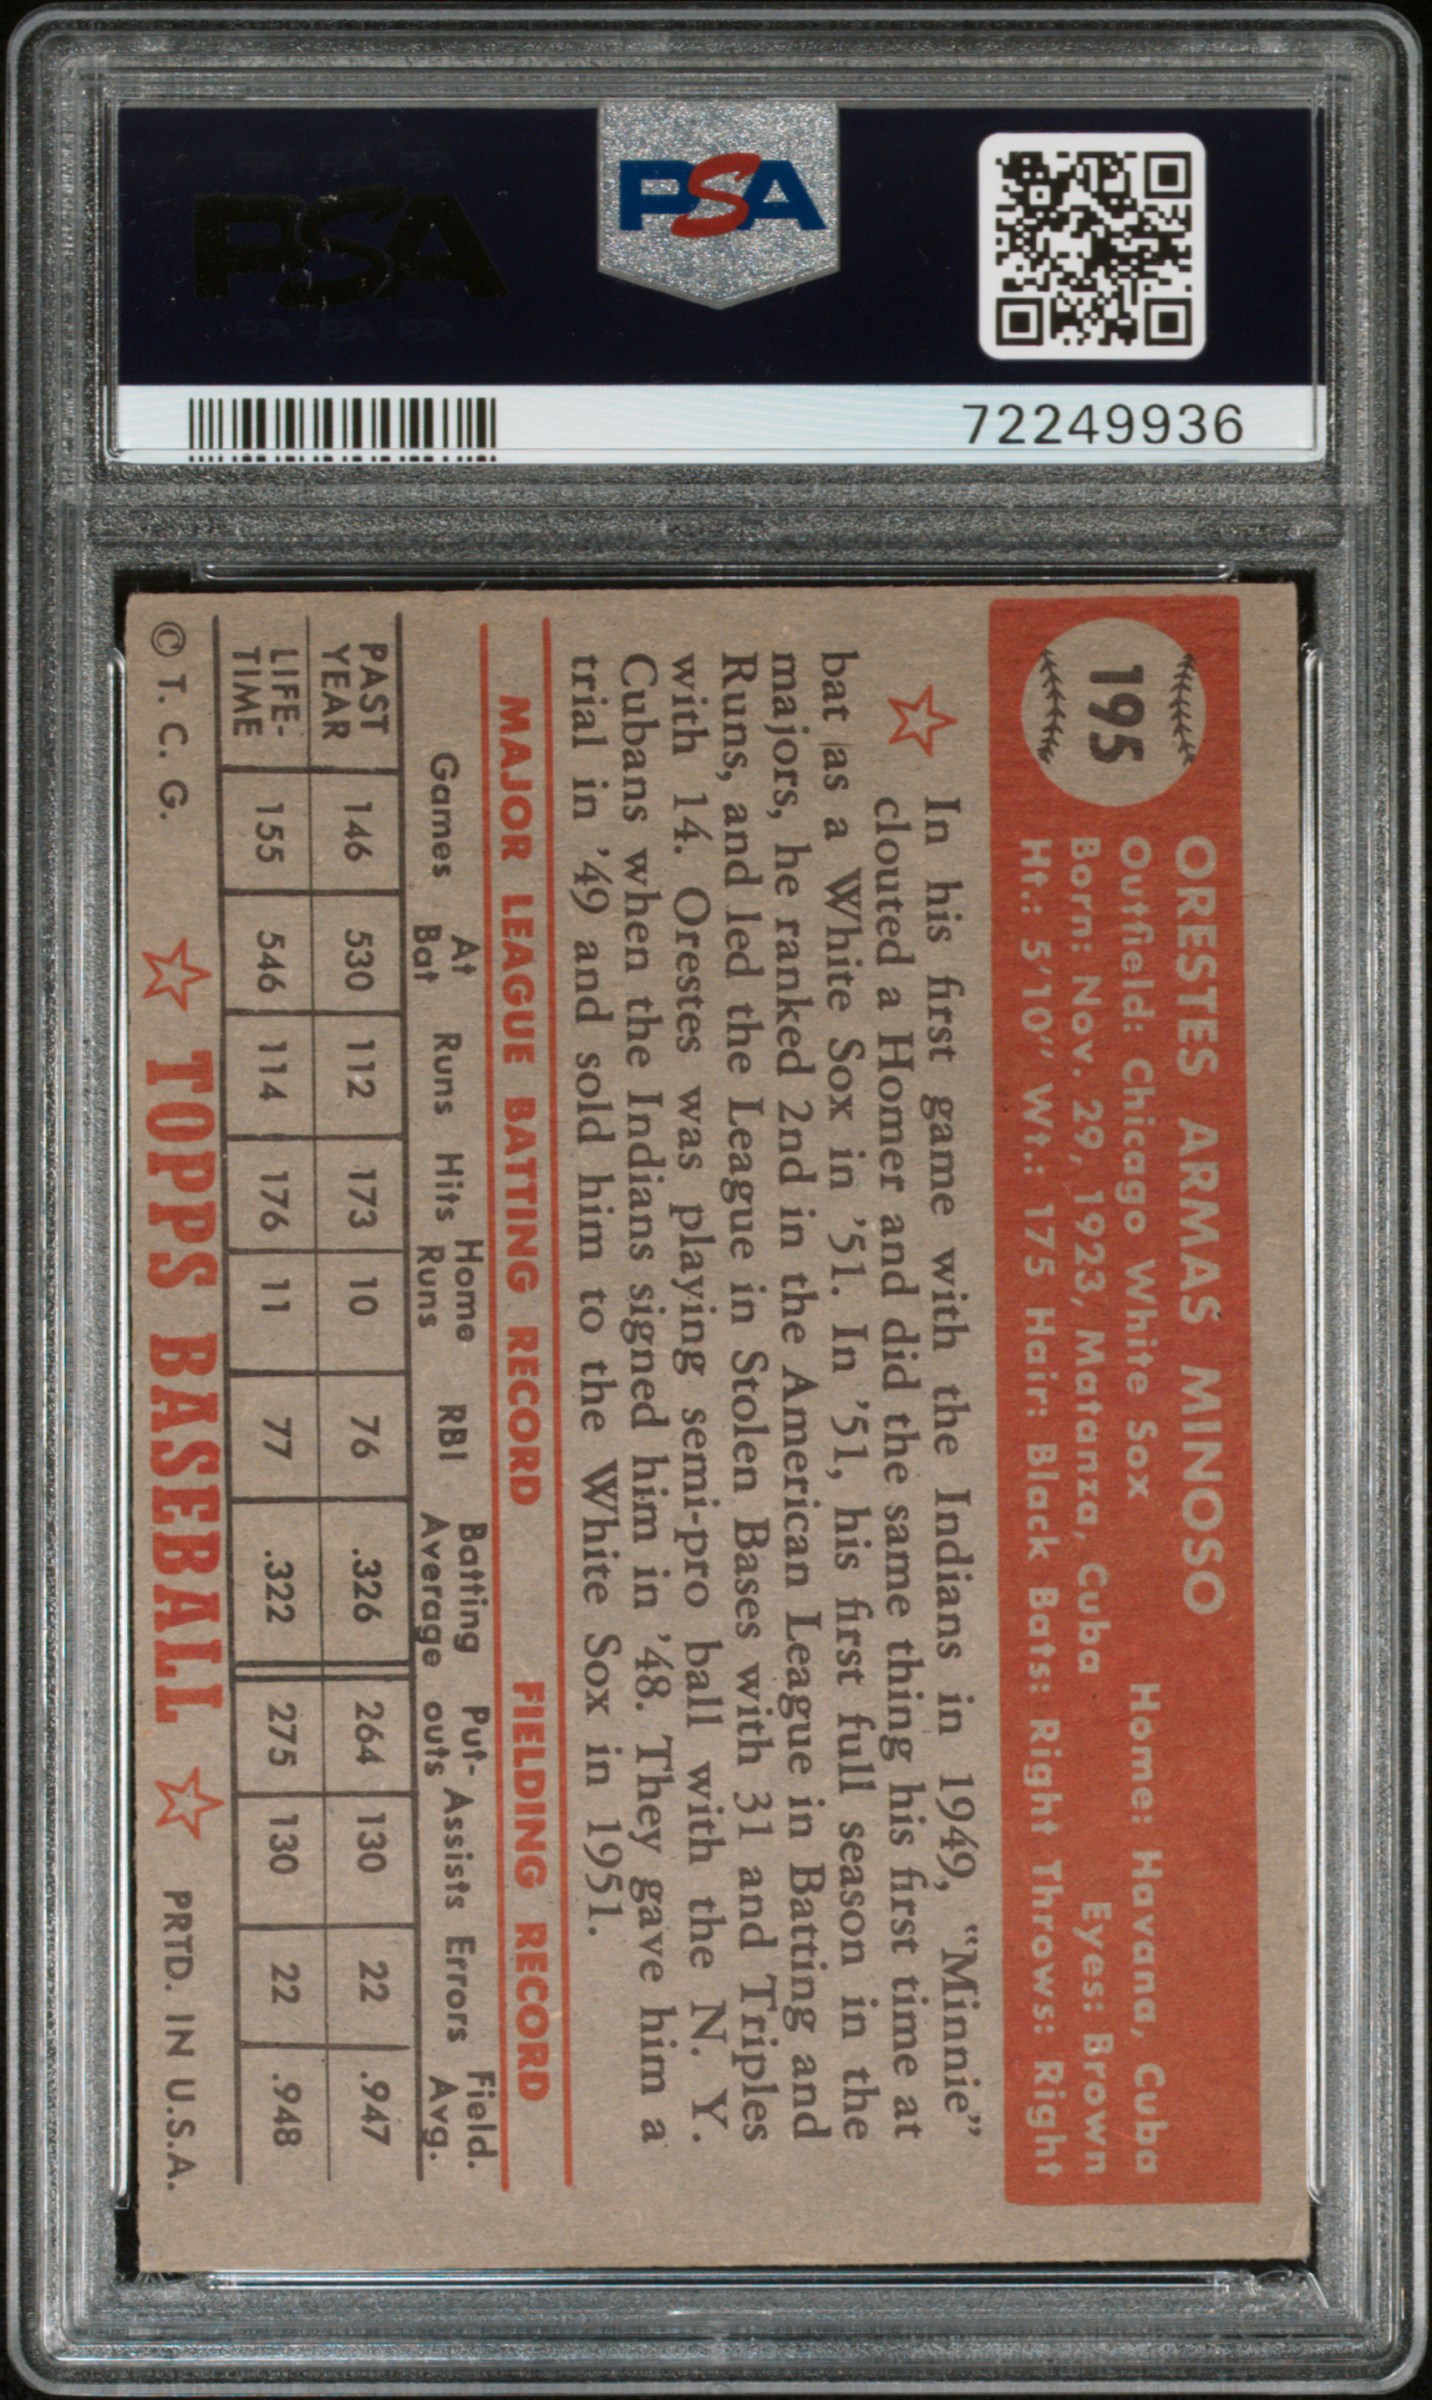 PSA
PSA PSA PSA
PSA
PSA PSA PSA
72249936
195
ORESTES ARMAS MINOSO
Outfield: Chicago White Sox Home: Havana, Cuba
Born: Nov. 29, 1923, Matanza, Cuba Eyes: Brown
Ht.: 5'10" Wt.: 175 Hair: Black Bats: Right Throws: Right
In his first game with the Indians in 1949, "Minnie"
clouted a Homer and did the same thing his first time at
bat as a White Sox in '51. In '51, his first full season in the
majors, he ranked 2nd in the American League in Batting and
Runs, and led the League in Stolen Bases with 31 and Triples
with 14. Orestes was playing semi-pro ball with the N. Y.
Cubans when the Indians signed him in '48. They gave him a
trial in '49 and sold him to the White Sox in 1951.
MAJOR LEAGUE BATTING RECORD FIELDING RECORD
Games At Bat Runs Hits Home Runs RBI Batting Average Put-outs Assists Errors Field. Avg.
PAST YEAR 146 530 112 173 10 76 .326 264 130 22 .947
LIFE-TIME 155 546 114 176 11 77 .322 275 130 22 .948
© T. C. G. TOPPS BASEBALL PRTD. IN U.S.A.